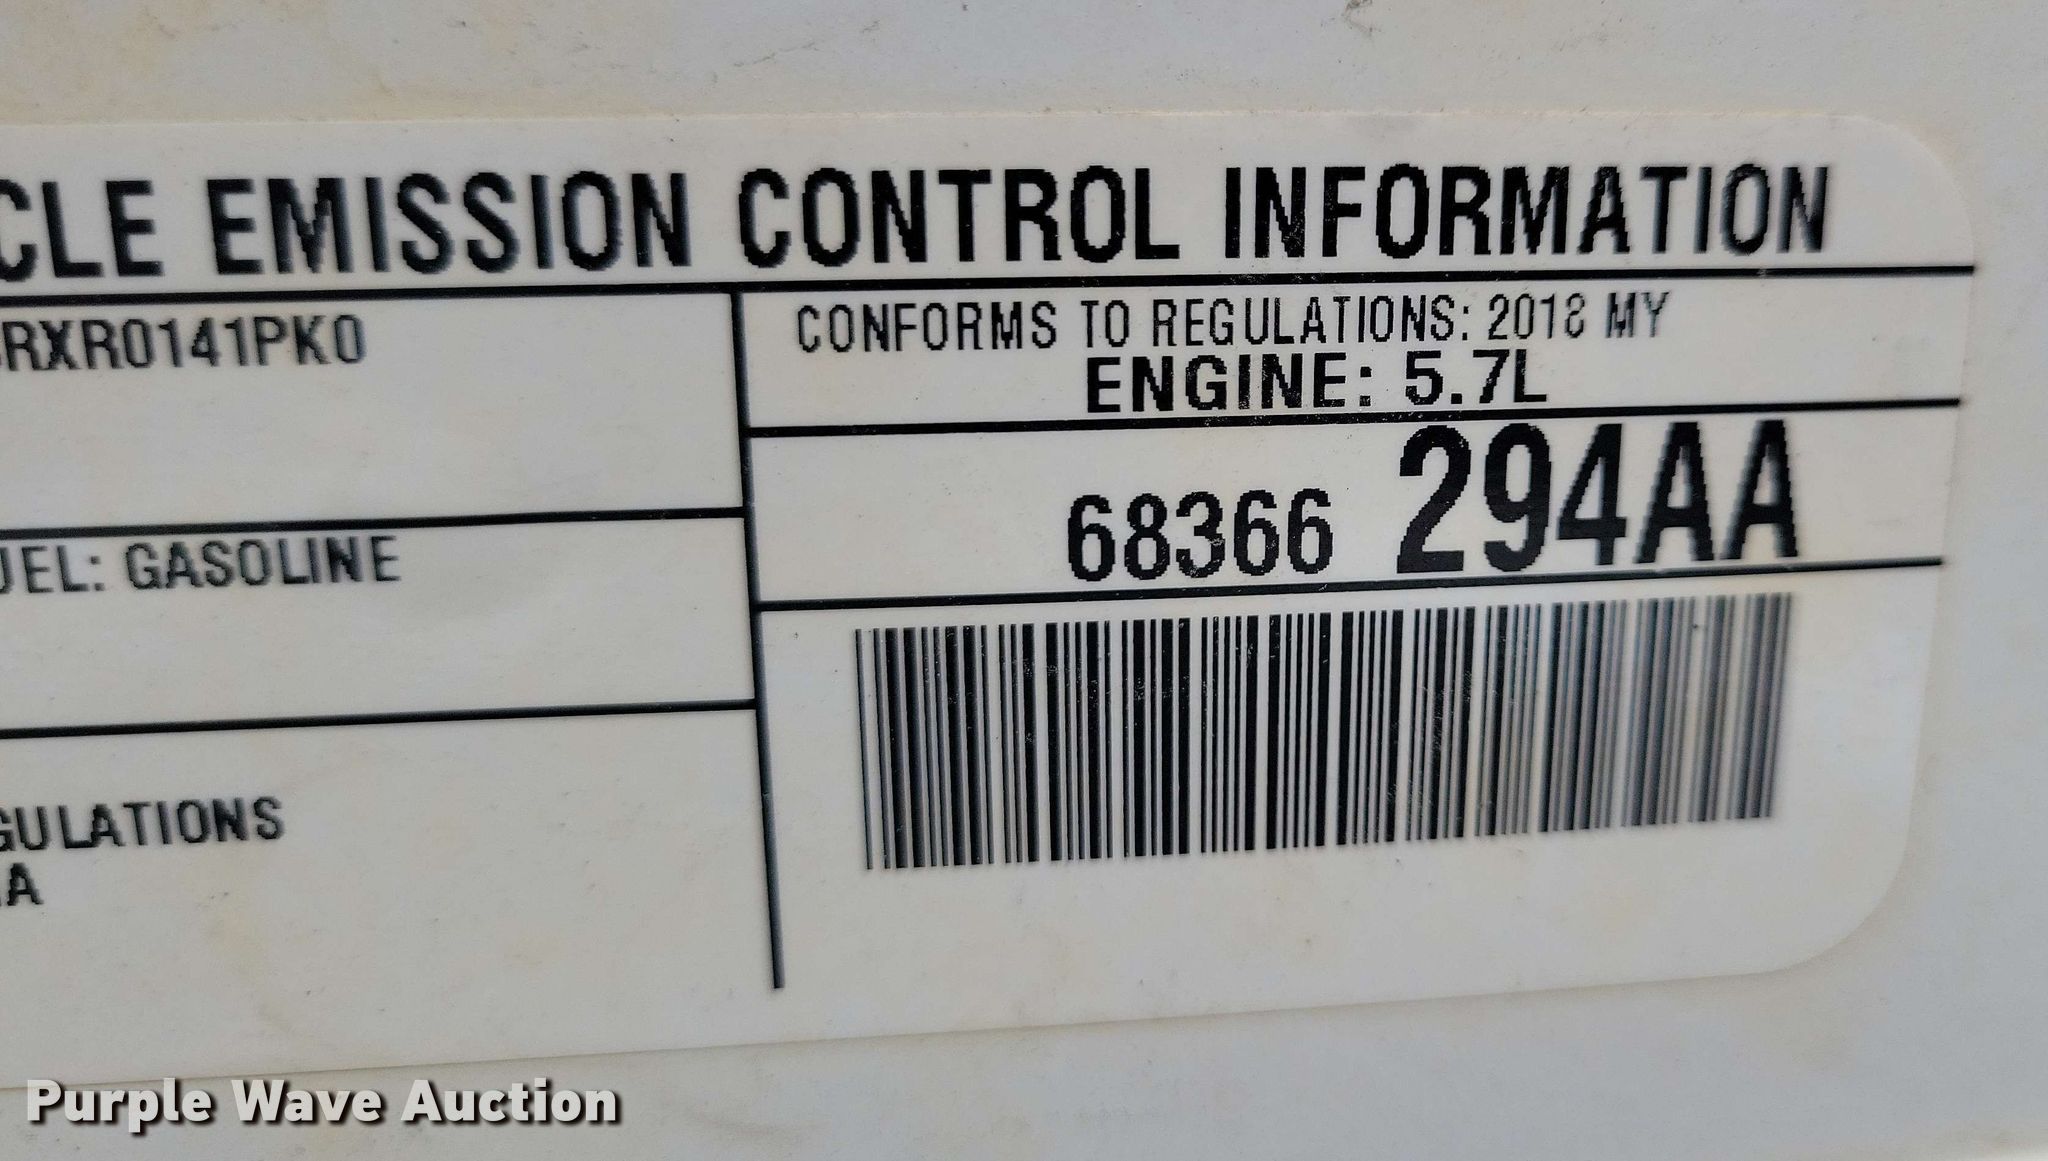 CLE EMISSION CONTROL INFORMATION
RXR0141PK0
CONFORMS TO REGULATIONS: 2018 MY
ENGINE: 5.7L
68366 294AA
UEL: GASOLINE
GULATIONS
A
Purple Wave Auction